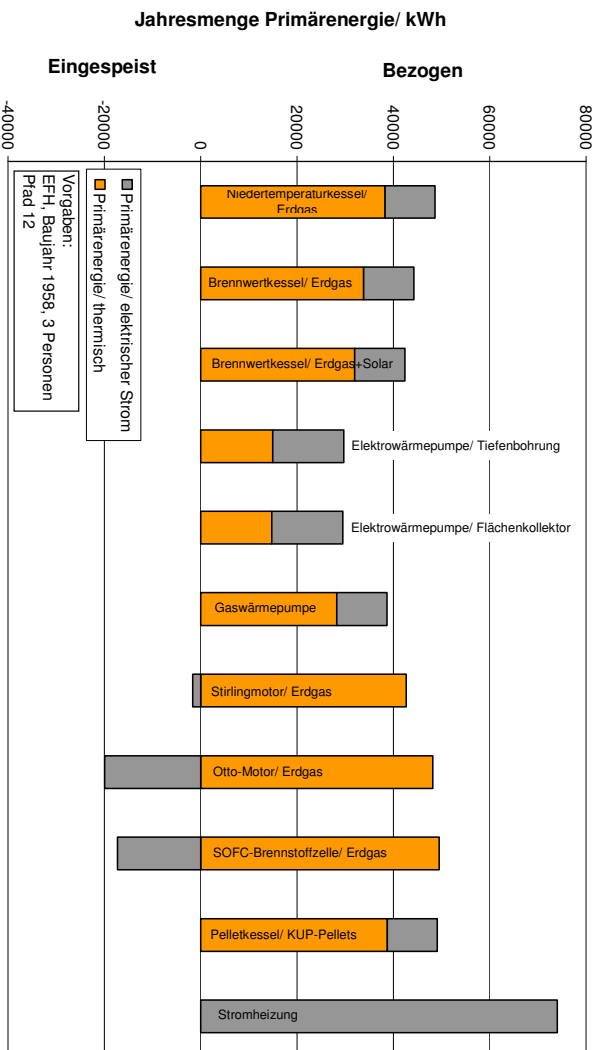 Jahresmenge Primärenergie/ kWh
Eingespeist
Bezogen
-40000
-20000
0
20000
40000
60000
80000
Niedertemperaturkessel/
Erdgas
Brennwertkessel/ Erdgas
Brennwertkessel/ Erdgas+Solar
Elektrowärmepumpe/ Tiefenbohrung
Elektrowärmepumpe/ Flächenkollektor
Gaswärmepumpe
Stirlingmotor/ Erdgas
Otto-Motor/ Erdgas
SOFC-Brennstoffzelle/ Erdgas
Pelletkessel/ KUP-Pellets
Stromheizung
Primärenergie/ elektrischer Strom
Primärenergie/ thermisch
Vorgaben:
EFH, Baujahr 1958, 3 Personen
Pfad 12